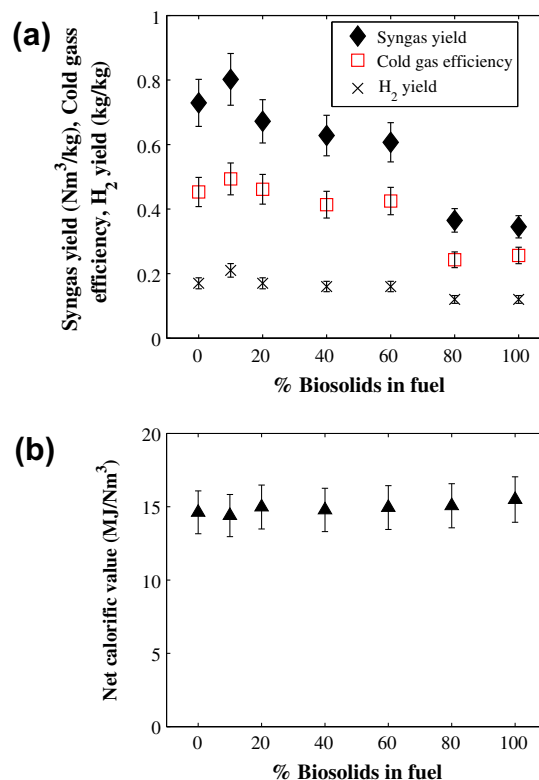 (a)
Syngas yield (Nm³/kg), Cold gass
efficiency, H₂ yield (kg/kg)
1
0.8
0.6
0.4
0.2
0
Syngas yield
Cold gas efficiency
H₂ yield
0 20 40 60 80 100
% Biosolids in fuel
(b)
Net calorific value (MJ/Nm³)
20
15
10
5
0
0 20 40 60 80 100
% Biosolids in fuel